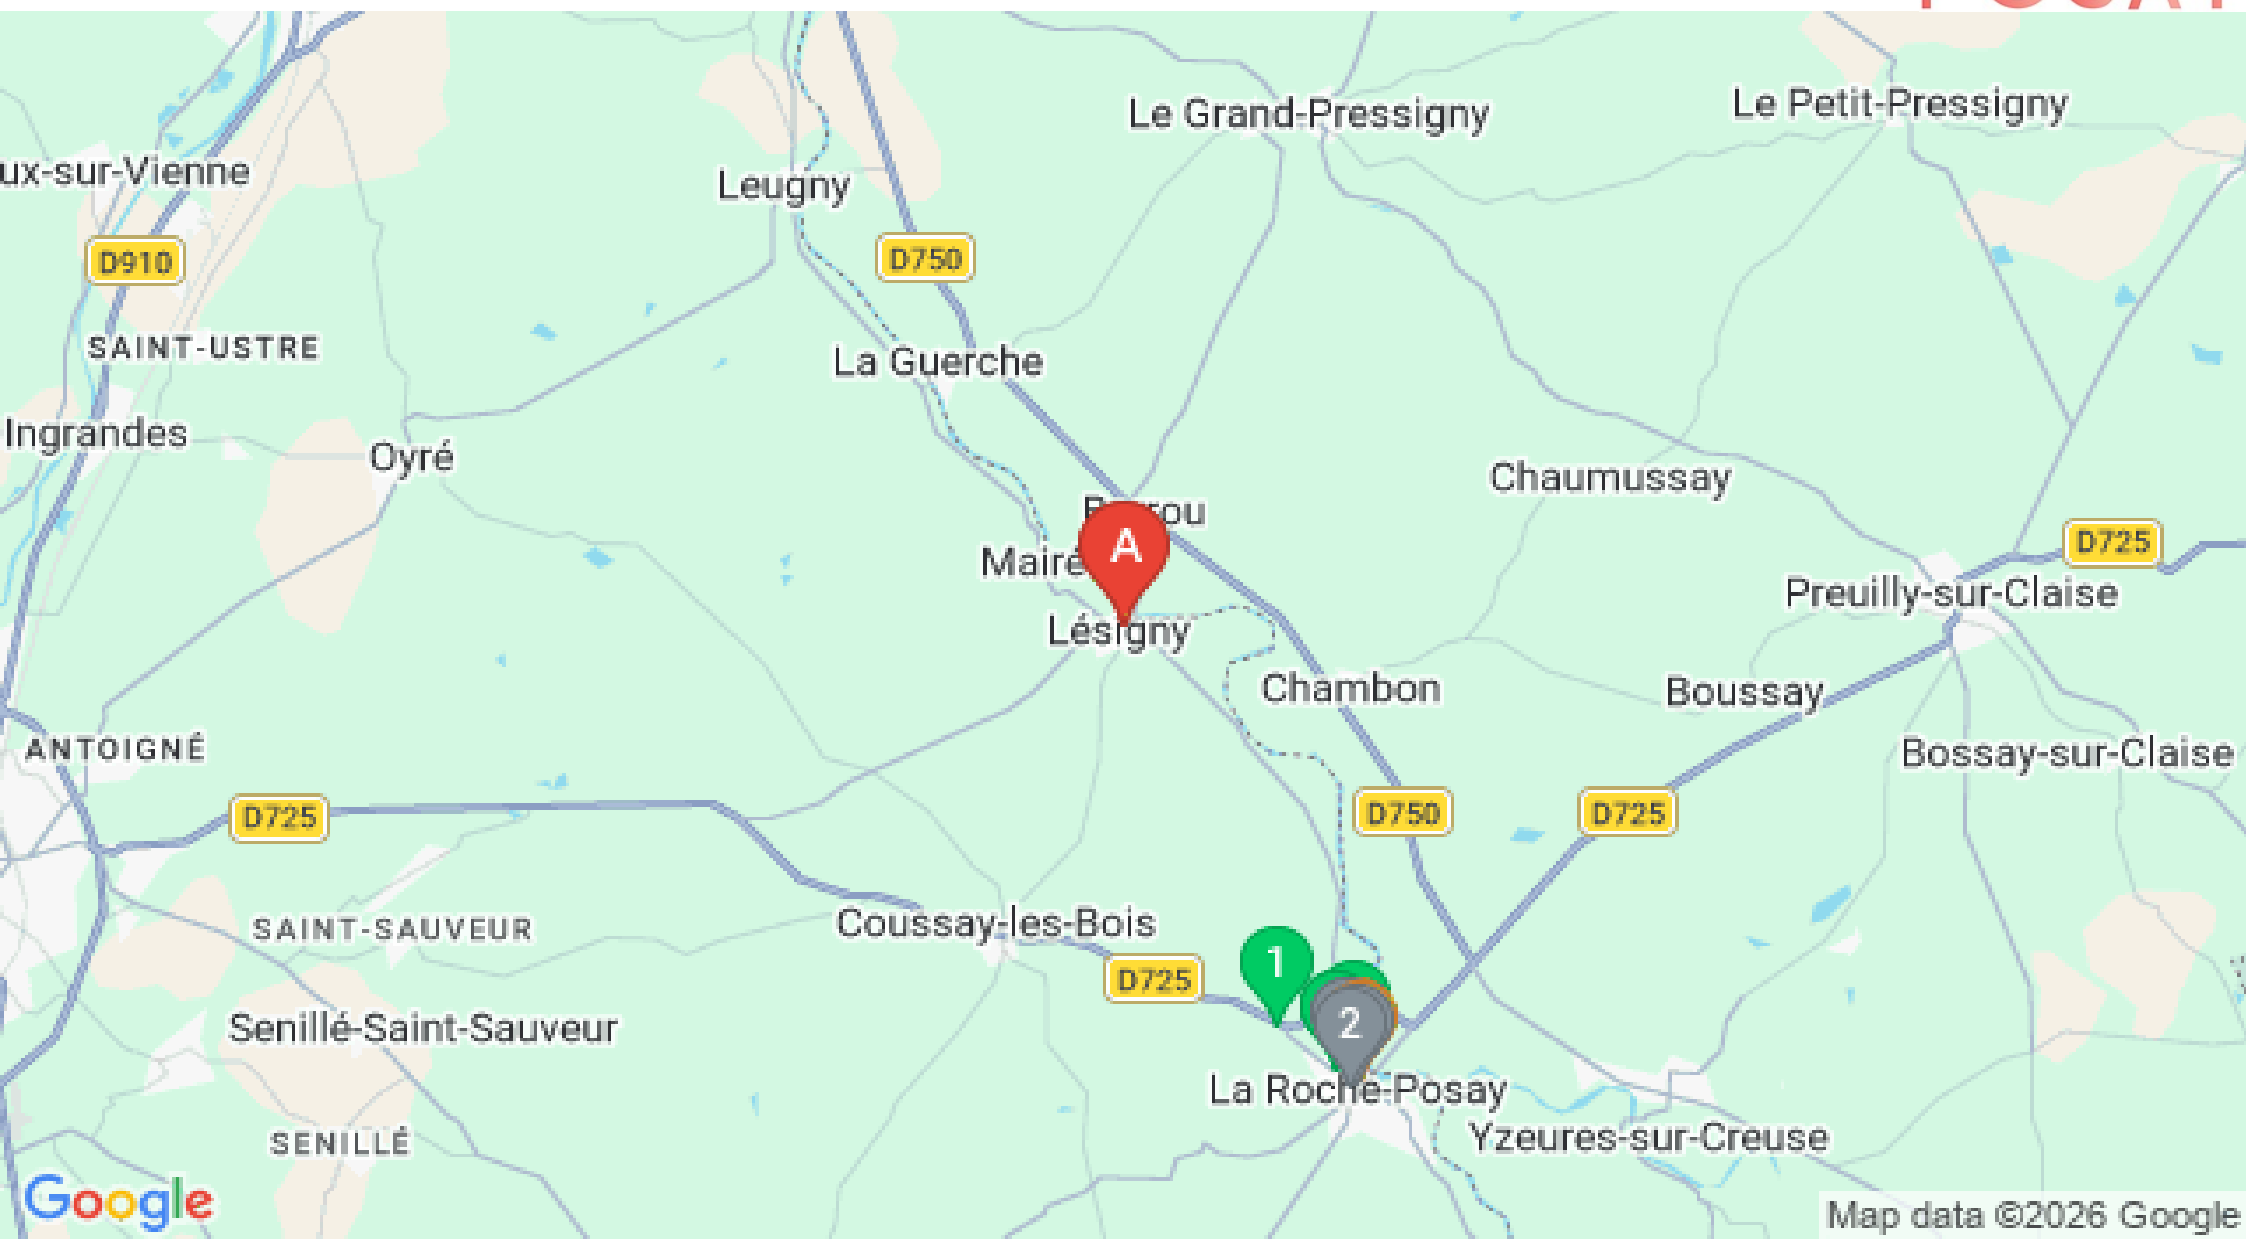 Le Grand-Pressigny
Le Petit-Pressigny
ux-sur-Vienne
Leugny
D910
D750
SAINT-USTRE
La Guerche
Ingrandes
Oyré
Chaumussay
A
Mairé
D725
Preuilly-sur-Claise
Lésigny
Chambon
Boussay
ANTOIGNÉ
Bossay-sur-Claise
D725
D750
D725
SAINT-SAUVEUR
Coussay-les-Bois
1
D725
Senillé-Saint-Sauveur
2
La Roche-Posay
SENILLÉ
Yzeures-sur-Creuse
Google
Map data ©2026 Google